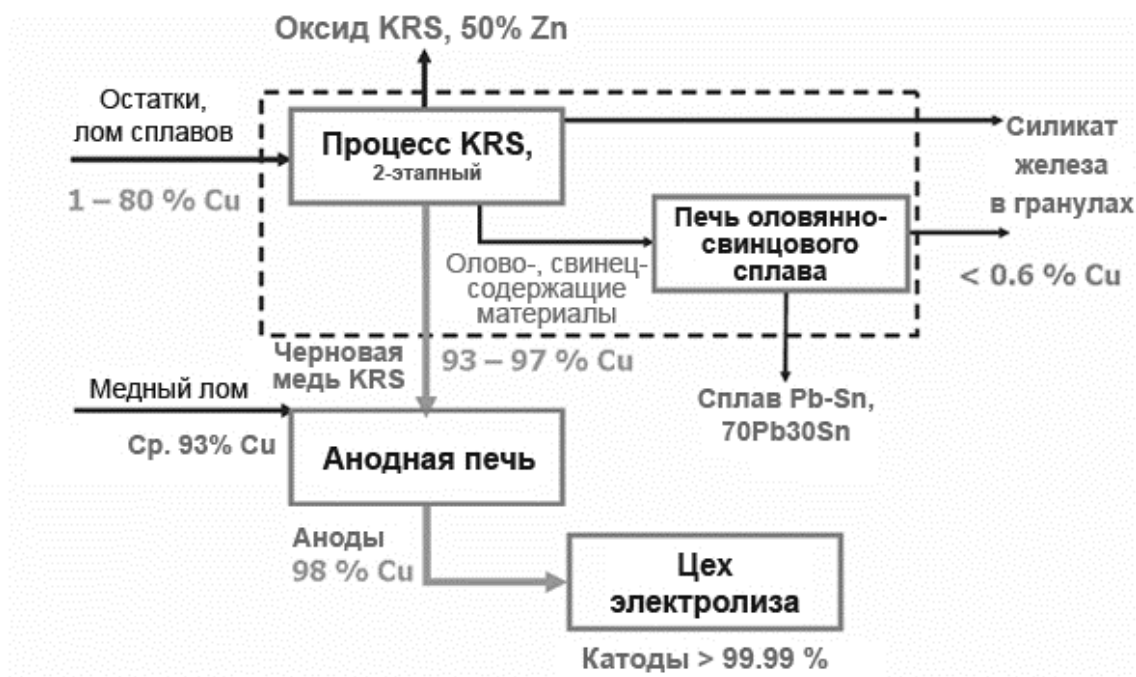 Оксид KRS, 50% Zn
Остатки,
лом сплавов
1 – 80 % Cu
Процесс KRS,
2-этапный
Силикат
железа
в гранулах
< 0.6 % Cu
Печь оловянно-
свинцового
сплава
Олово-, свинец-
содержащие
материалы
Черновая
медь KRS
93 – 97 % Cu
Сплав Pb-Sn,
70Pb30Sn
Медный лом
Ср. 93% Cu
Анодная печь
Аноды
98 % Cu
Цех
электролиза
Катоды > 99.99 %